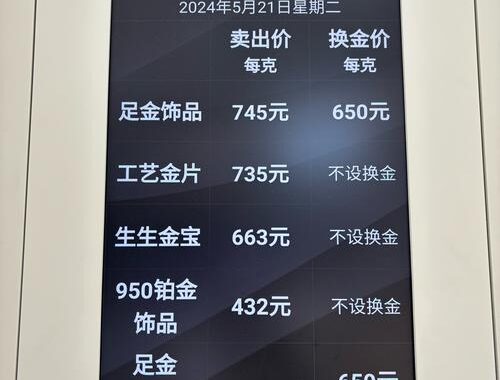 2024年5月21日星期二
卖出价 换金价
每克 每克
足金饰品 745元 650元
工艺金片 735元 不设换金
生生金宝 663元 不设换金
950铂金
饰品 432元 不设换金
足金